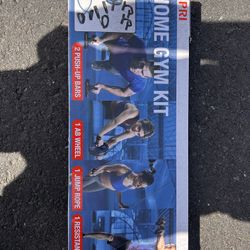 PRI
HOME GYM KIT
2 PUSH-UP BARS
1 AB WHEEL
1 JUMP ROPE
1 RESISTAN